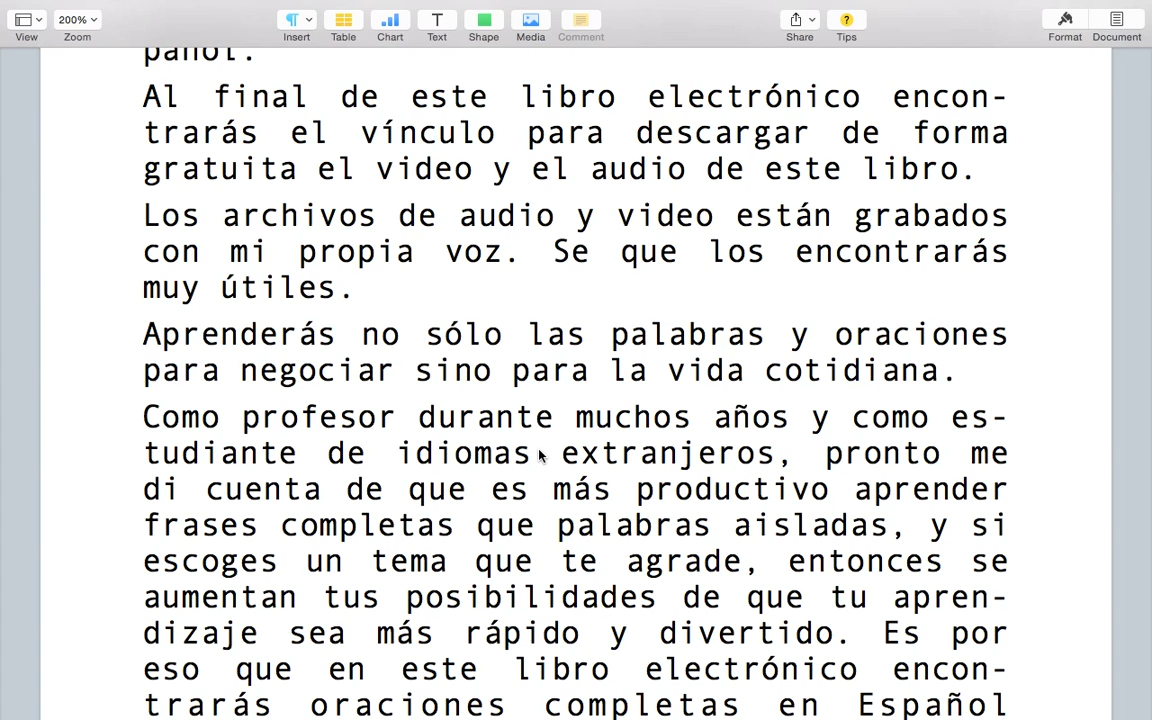 200%
View
Zoom
Insert
Table
Chart
T
Text
Shape
Media
Comment
Share
?
Tips
Format
Document
pañol.
Al final de este libro electrónico encon-
trarás el vínculo para descargar de forma
gratuita el video y el audio de este libro.
Los archivos de audio y video están grabados
con mi propia voz. Se que los encontrarás
muy útiles.
Aprenderás no sólo las palabras y oraciones
para negociar sino para la vida cotidiana.
Como profesor durante muchos años y como es-
tudiante de idiomas extranjeros, pronto me
di cuenta de que es más productivo aprender
frases completas que palabras aisladas, y si
escoges un tema que te agrade, entonces se
aumentan tus posibilidades de que tu apren-
dizaje sea más rápido y divertido. Es por
eso que en este libro electrónico encon-
trarás oraciones completas en Español